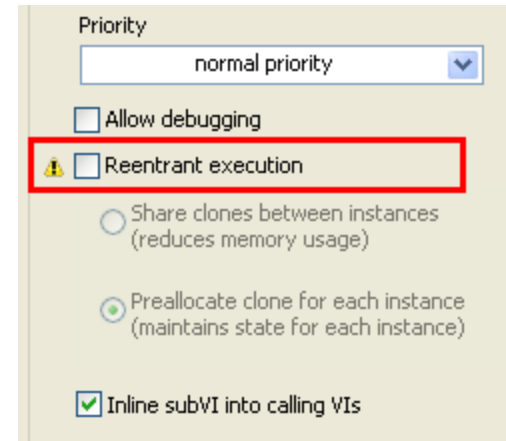 Priority
normal priority
Allow debugging
Reentrant execution
Share clones between instances
(reduces memory usage)
Preallocate clone for each instance
(maintains state for each instance)
Inline subVI into calling VIs